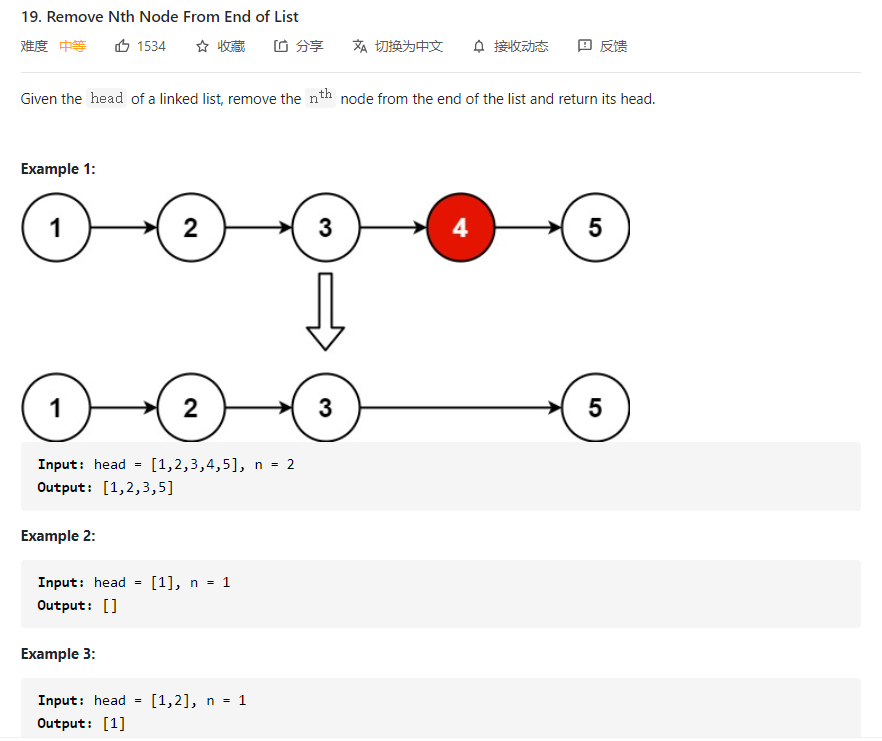 19. Remove Nth Node From End of List
难度 中等 1534 收藏 分享 切换为中文 接收动态 反馈
Given the head of a linked list, remove the nth node from the end of the list and return its head.
Example 1:
1 2 3 4 5
1 2 3 5
Input: head = [1,2,3,4,5], n = 2
Output: [1,2,3,5]
Example 2:
Input: head = [1], n = 1
Output: []
Example 3:
Input: head = [1,2], n = 1
Output: [1]